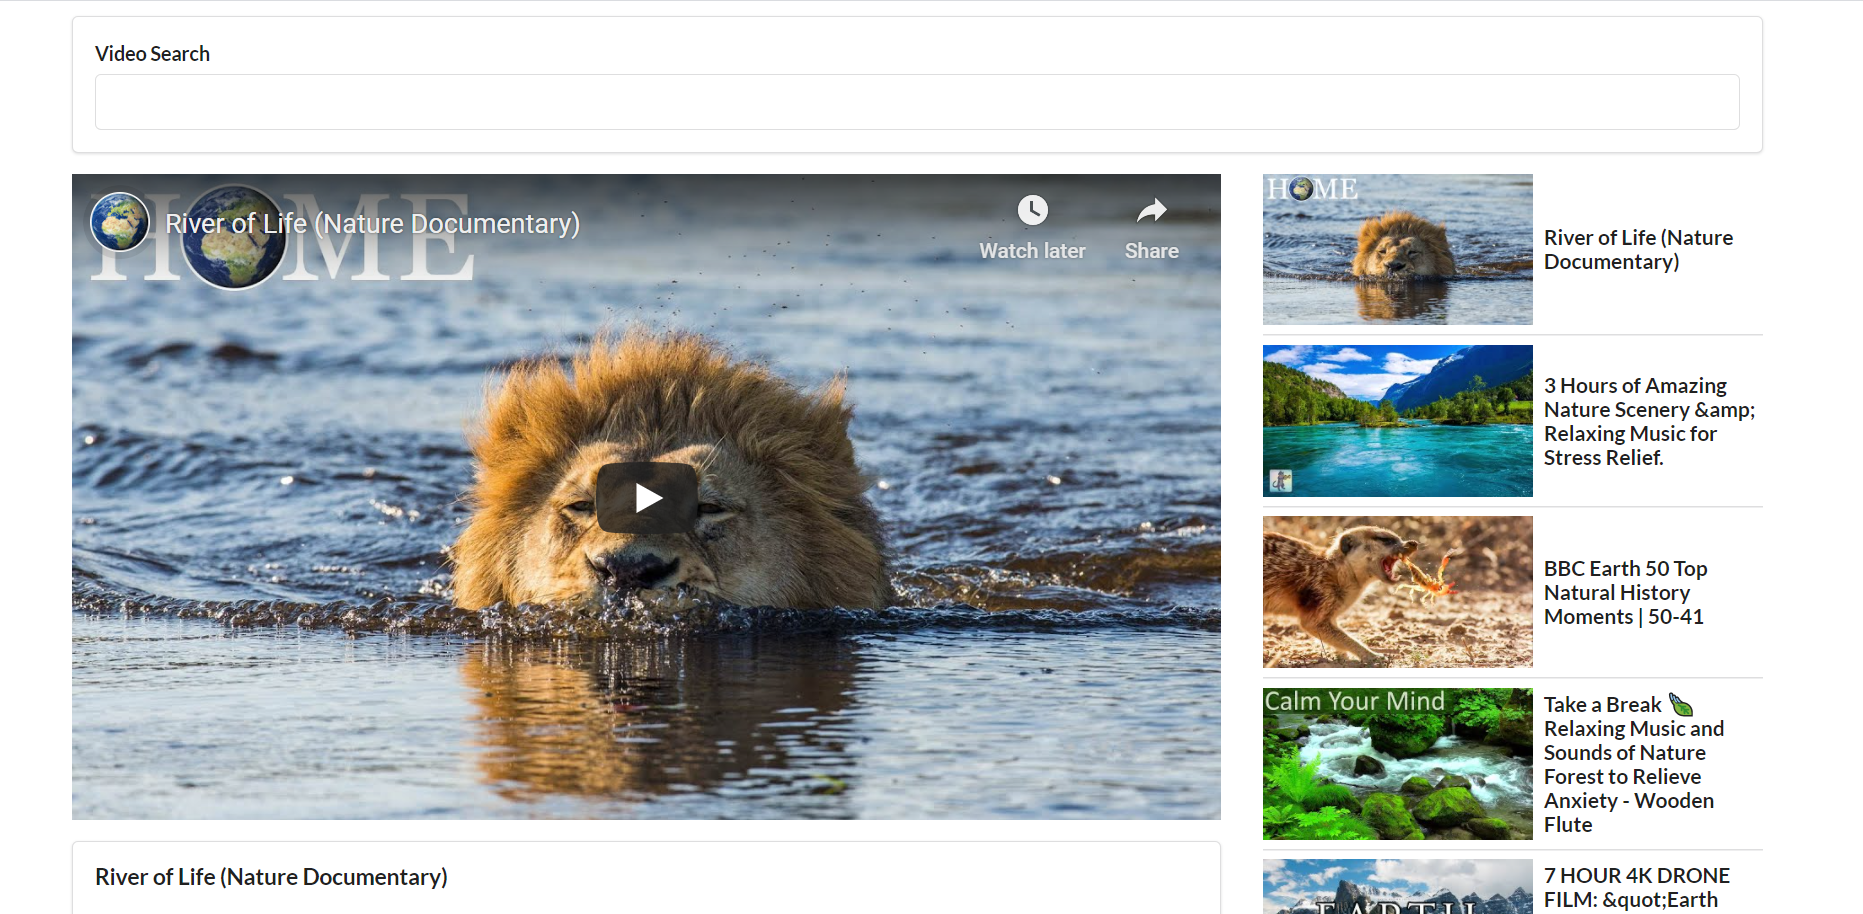 Video Search
HOME
River of Life (Nature Documentary)
Watch later
Share
River of Life (Nature Documentary)
HOME
River of Life (Nature
Documentary)
3 Hours of Amazing
Nature Scenery &amp;
Relaxing Music for
Stress Relief.
BBC Earth 50 Top
Natural History
Moments | 50-41
Calm Your Mind
Take a Break
Relaxing Music and
Sounds of Nature
Forest to Relieve
Anxiety - Wooden
Flute
EARTH
7 HOUR 4K DRONE
FILM: &quot;Earth